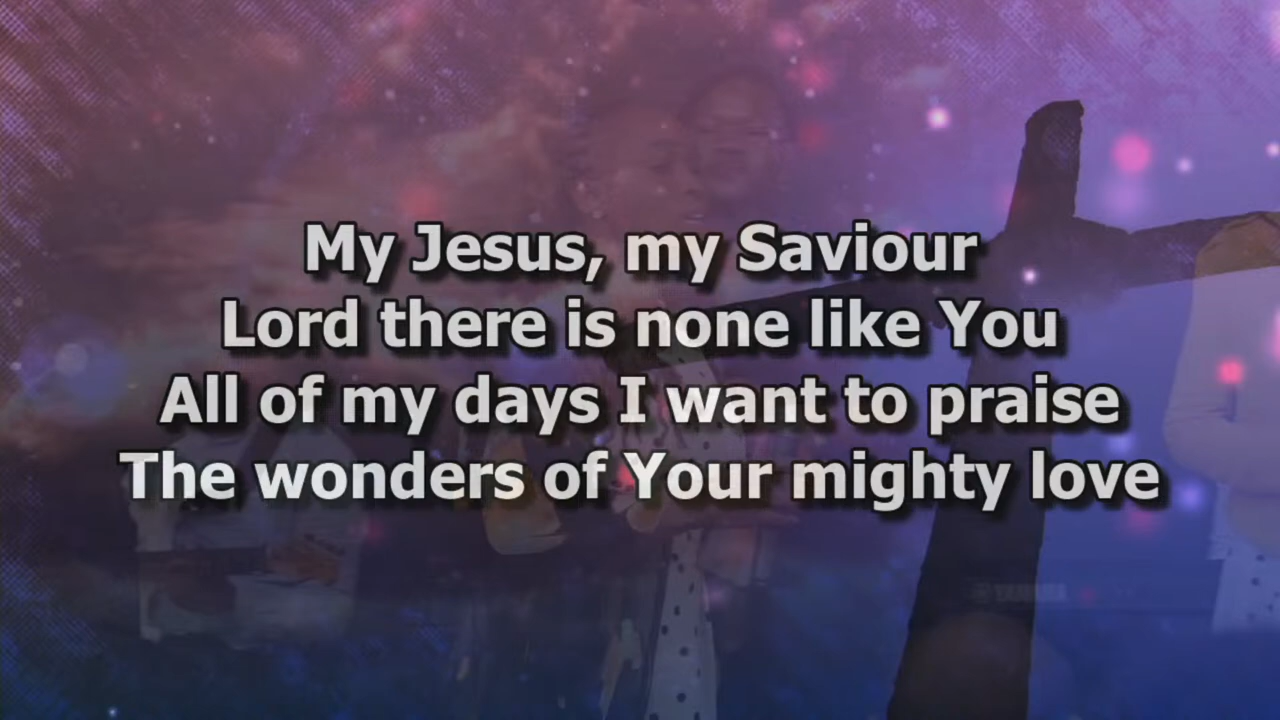 My Jesus, my Saviour
Lord there is none like You
All of my days I want to praise
The wonders of Your mighty love
YAMAHA